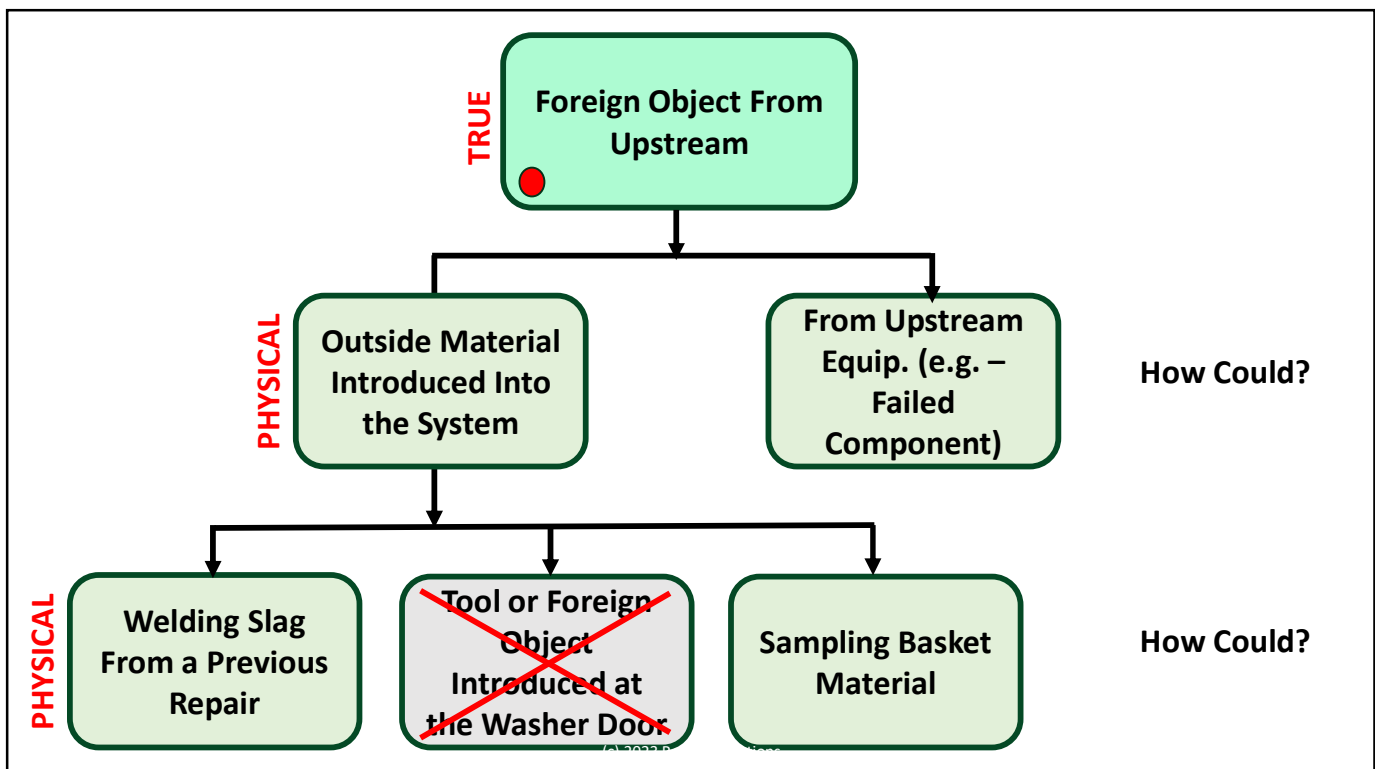 TRUE
Foreign Object From
Upstream
PHYSICAL
Outside Material
Introduced Into
the System
From Upstream
Equip. (e.g. –
Failed
Component)
How Could?
PHYSICAL
Welding Slag
From a Previous
Repair
Tool or Foreign
Object
Introduced at
the Washer Door
Sampling Basket
Material
How Could?
(c) 2022